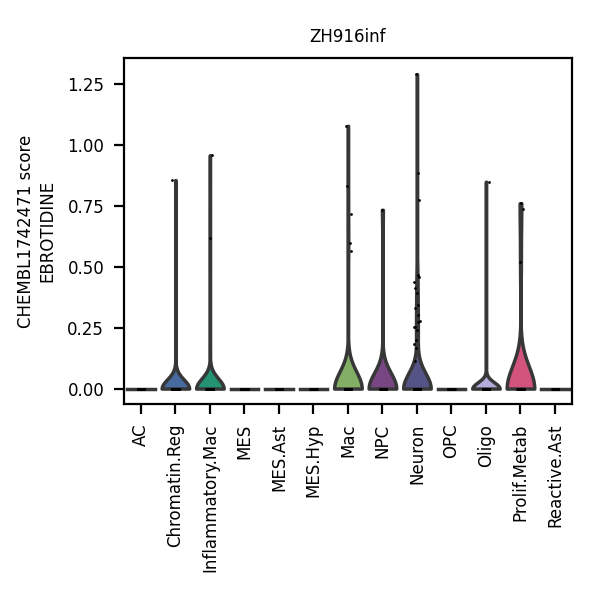 ZH916inf
CHEMBL1742471 score
EBROTIDINE
1.25
1.00
0.75
0.50
0.25
0.00
AC
Chromatin.Reg
Inflammatory.Mac
MES
MES.Ast
MES.Hyp
Mac
NPC
Neuron
OPC
Oligo
Prolif.Metab
Reactive.Ast